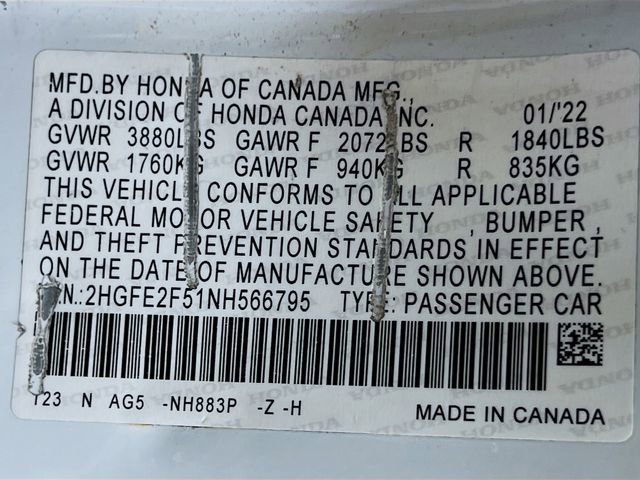 MFD.BY HONDA OF CANADA MFG.,
A DIVISION OF HONDA CANADA INC. 01/'22
GVWR 3880LBS GAWR F 2072LBS R 1840LBS
GVWR 1760KG GAWR F 940KG R 835KG
THIS VEHICLE CONFORMS TO ALL APPLICABLE
FEDERAL MOTOR VEHICLE SAFETY , BUMPER ,
AND THEFT PREVENTION STANDARDS IN EFFECT
ON THE DATE OF MANUFACTURE SHOWN ABOVE.
V.I.N.:2HGFE2F51NH566795 TYPE: PASSENGER CAR
Y23 N AG5 -NH883P -Z -H
MADE IN CANADA